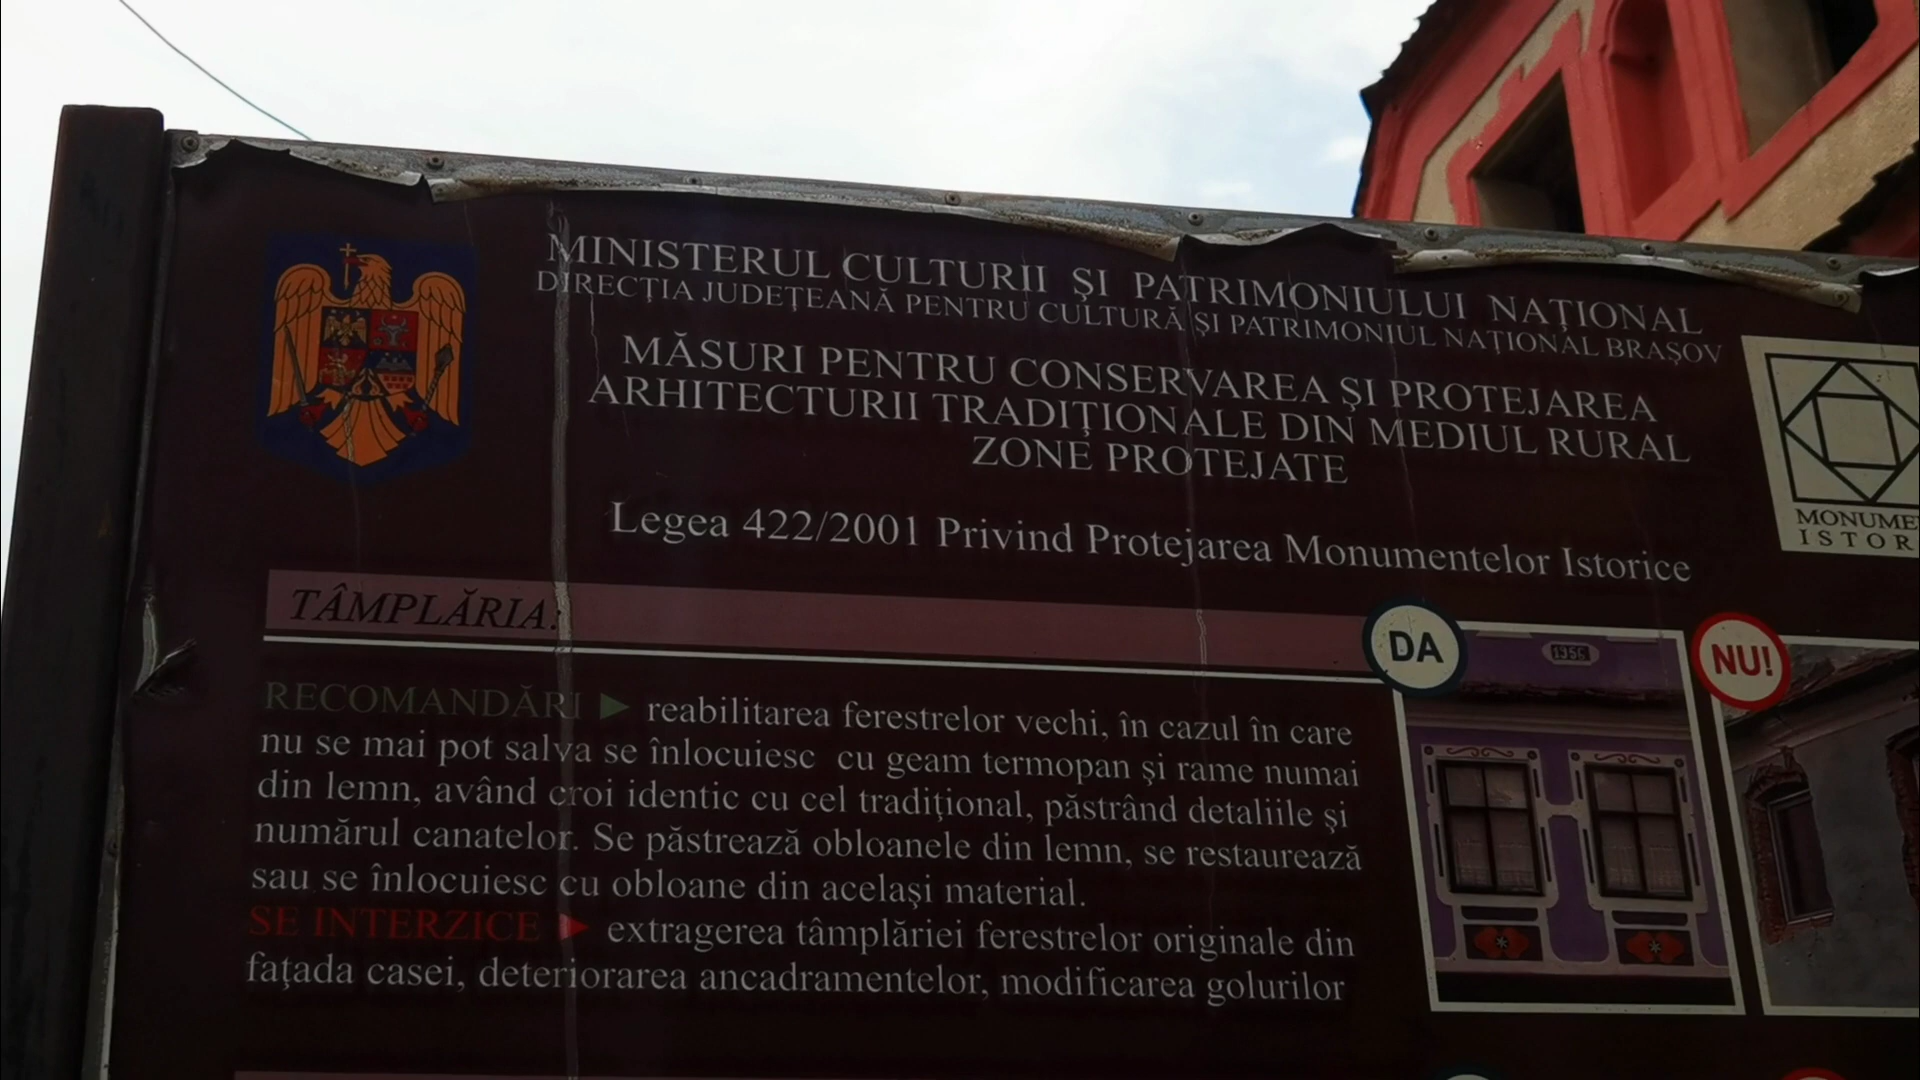 MINISTERUL CULTURII ŞI PATRIMONIULUI NAŢIONAL
DIRECŢIA JUDEŢEANĂ PENTRU CULTURĂ ŞI PATRIMONIUL NAŢIONAL BRAŞOV
MĂSURI PENTRU CONSERVAREA ŞI PROTEJAREA
ARHITECTURII TRADIŢIONALE DIN MEDIUL RURAL
ZONE PROTEJATE
Legea 422/2001 Privind Protejarea Monumentelor Istorice
MONUME
ISTOR
TÂMPLĂRIA:
DA
NU!
1956
RECOMANDĂRI ► reabilitarea ferestrelor vechi, în cazul în care
nu se mai pot salva se înlocuiesc cu geam termopan şi rame numai
din lemn, având croi identic cu cel tradiţional, păstrând detaliile şi
numărul canatelor. Se păstrează obloanele din lemn, se restaurează
sau se înlocuiesc cu obloane din acelaşi material.
SE INTERZICE ► extragerea tâmplăriei ferestrelor originale din
faţada casei, deteriorarea ancadramentelor, modificarea golurilor